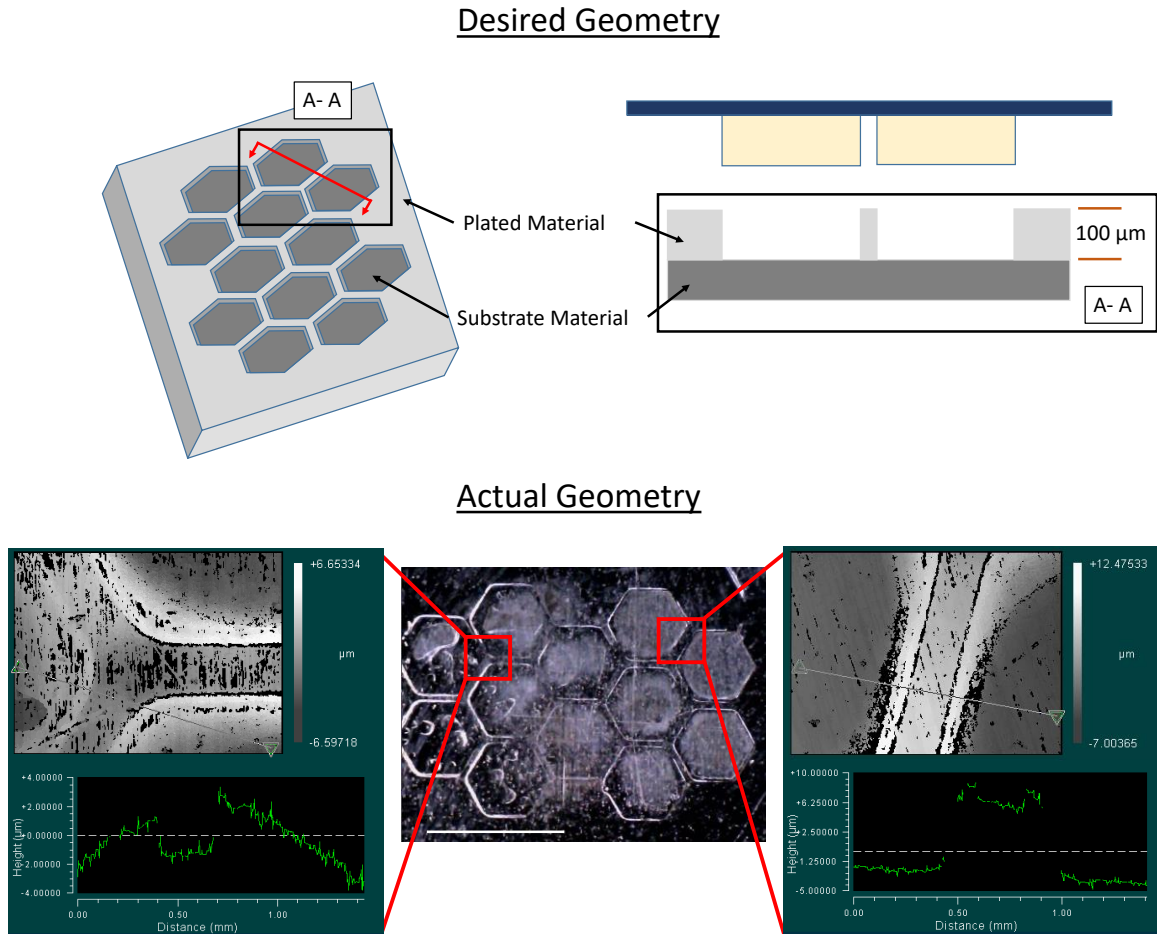 Desired Geometry
A- A
Plated Material
Substrate Material
100 µm
A- A
Actual Geometry
+6.65334
µm
-6.59718
+4.00000
+2.00000
+0.00000
-2.00000
-4.00000
Height (µm)
0.00
0.50
1.00
Distance (mm)
+12.47533
µm
-7.00365
+10.00000
+6.25000
+2.50000
-1.25000
-5.00000
Height (µm)
0.00
0.50
1.00
Distance (mm)